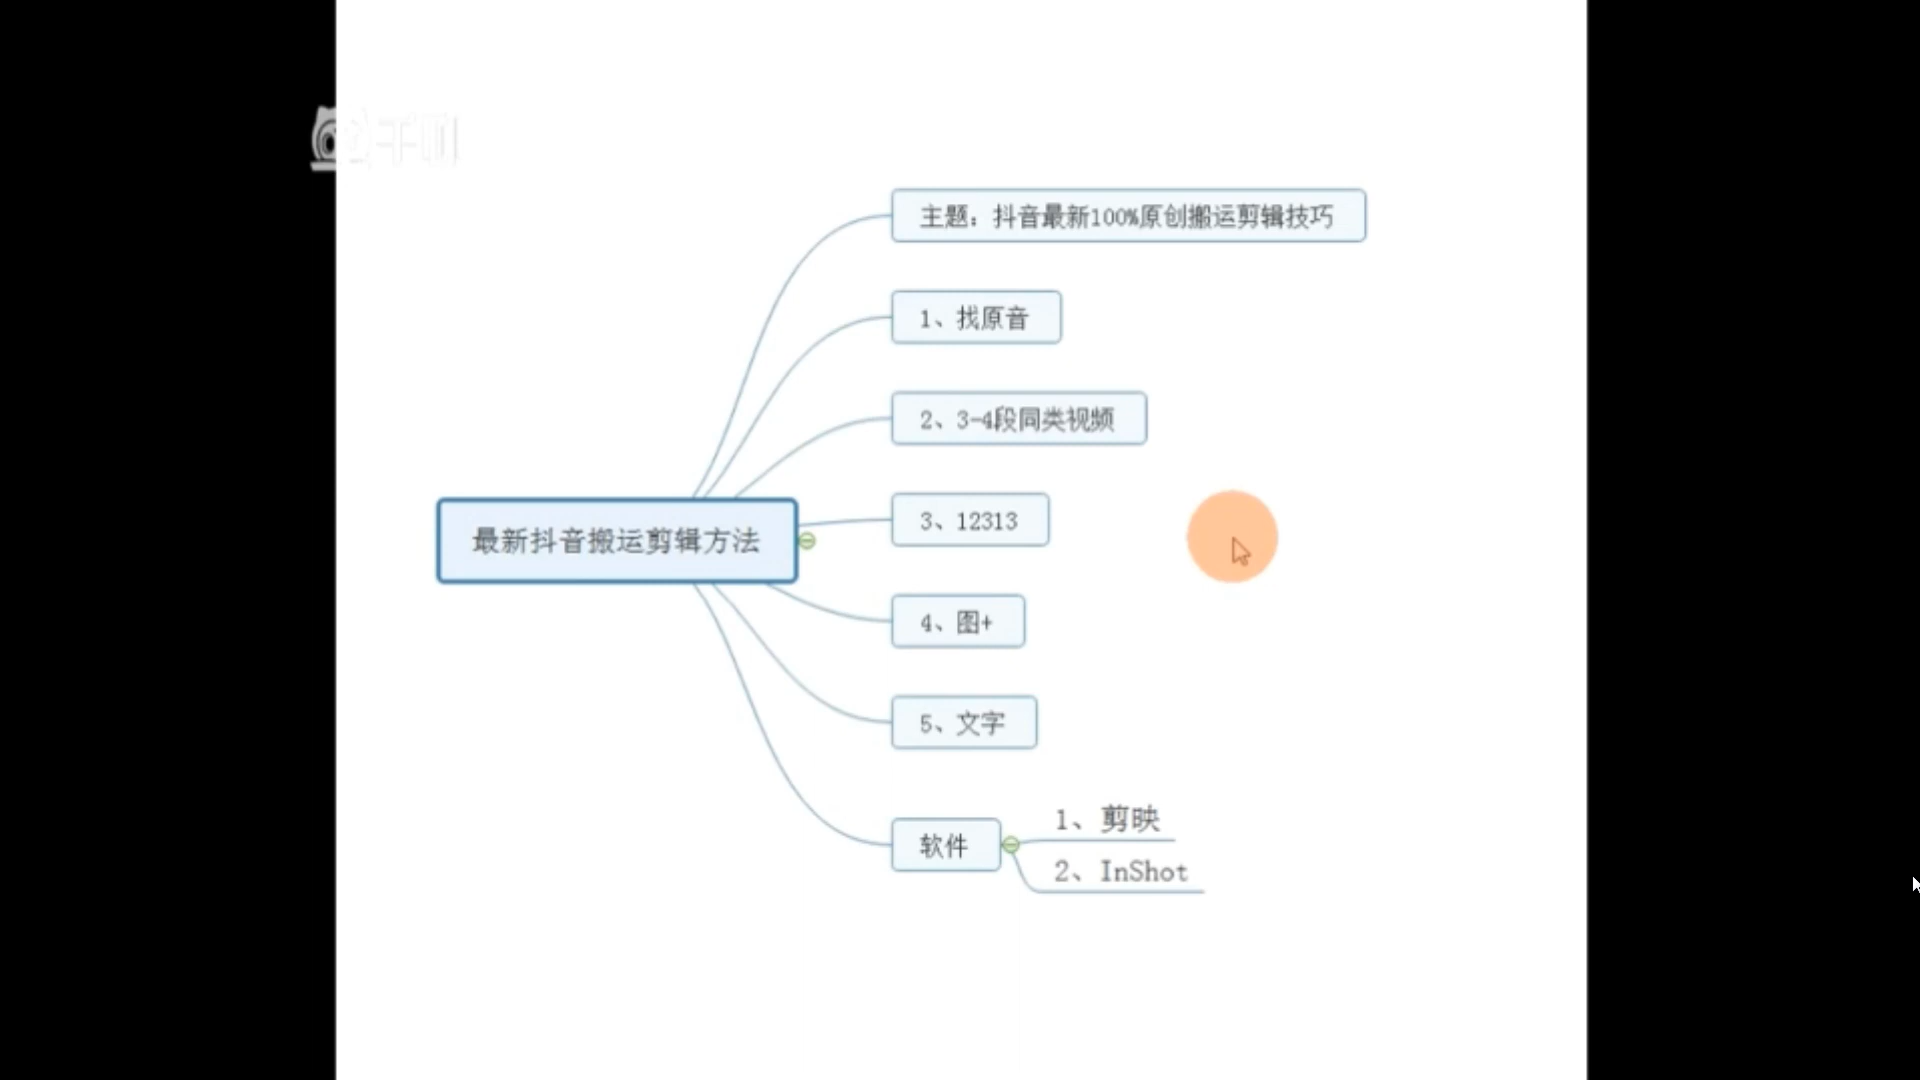 主题：抖音最新100%原创搬运剪辑技巧
1、找原音
2、3-4段同类视频
3、12313
最新抖音搬运剪辑方法
4、图+
5、文字
软件
1、剪映
2、InShot